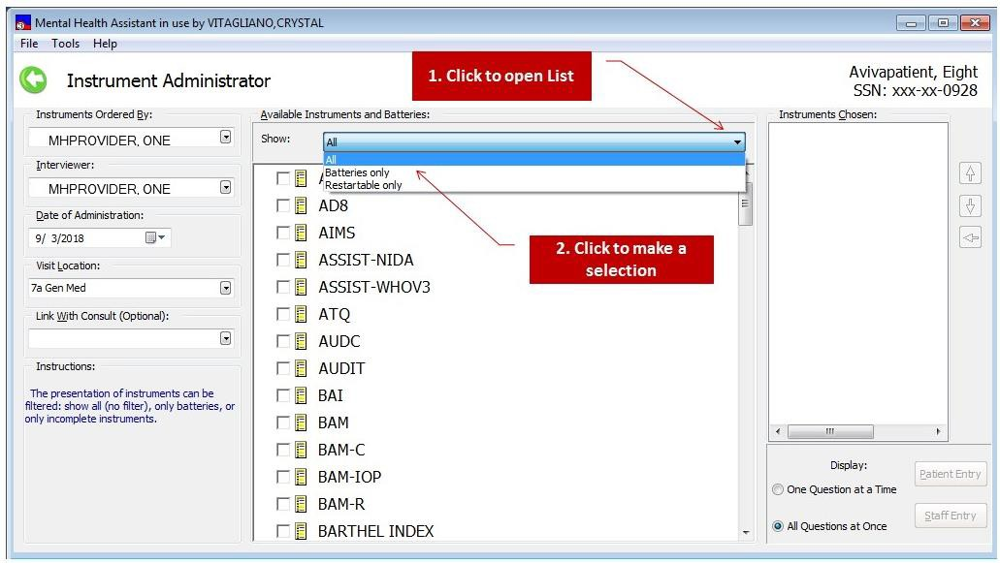 Mental Health Assistant in use by VITAGLIANO,CRYSTAL
File Tools Help
Instrument Administrator
1. Click to open List
Avivapatient, Eight
SSN: xxx-xx-0928
Instruments Ordered By:
MHPROVIDER, ONE
Interviewer:
MHPROVIDER, ONE
Date of Administration:
9/ 3/2018
Visit Location:
7a Gen Med
Link With Consult (Optional):
Instructions:
The presentation of instruments can be
filtered: show all (no filter), only batteries, or
only incomplete instruments.
Available Instruments and Batteries:
Show:
All
All
Batteries only
Restartable only
AD8
AIMS
ASSIST-NIDA
ASSIST-WHOV3
ATQ
AUDC
AUDIT
BAI
BAM
BAM-C
BAM-IOP
BAM-R
BARTHEL INDEX
2. Click to make a
selection
Instruments Chosen:
Display:
One Question at a Time
All Questions at Once
Patient Entry
Staff Entry